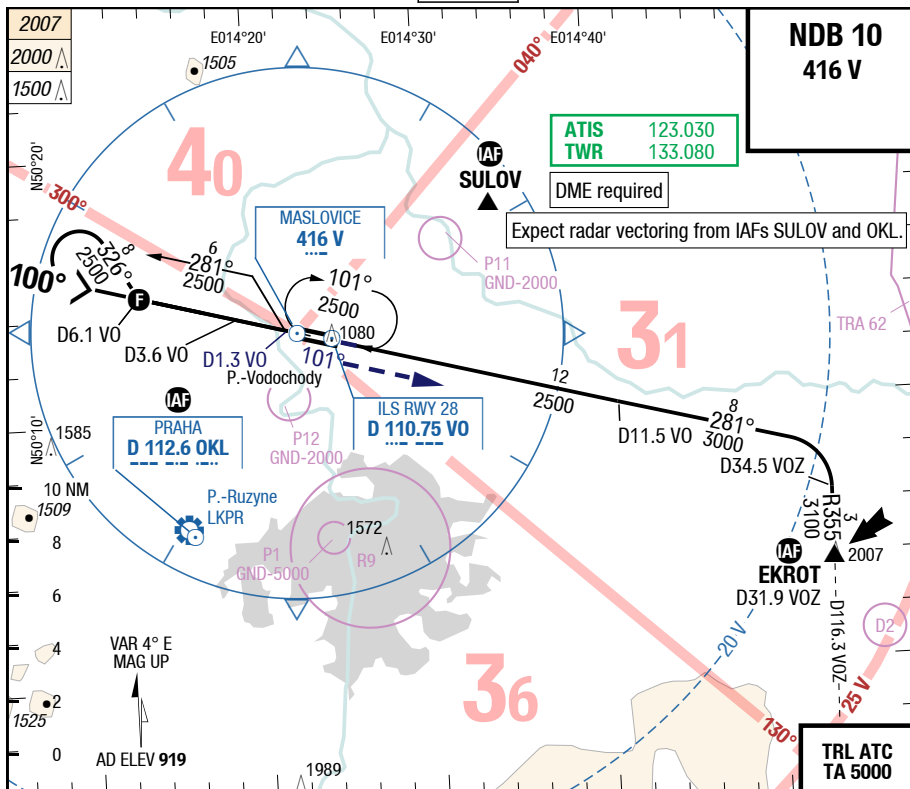 2007
2000
1500
E014°20'
E014°30'
E014°40'
NDB 10
416 V
1505
040°
40
ATIS 123.030
TWR 133.080
IAF
SULOV
DME required
Expect radar vectoring from IAFs SULOV and OKL.
N50°20'
300°
MASLOVICE
416 V
P11
GND-2000
TRA 62
100°
8
326°
2500
6
281°
2500
101°
2500
F
D6.1 VO
D3.6 VO
D1.3 VO
1080
101°
P.-Vodochody
31
12
2500
8
281°
3000
D11.5 VO
D34.5 VOZ
IAF
PRAHA
D 112.6 OKL
ILS RWY 28
D 110.75 VO
P12
GND-2000
N50°10'
1585
10 NM
1509
8
6
4
2
0
P.-Ruzyne
LKPR
1572
P1
GND-5000
R9
R355
3100
3
2007
IAF
EKROT
D31.9 VOZ
D116.3 VOZ
D2
20 V
25 V
VAR 4° E
MAG UP
36
130°
1525
AD ELEV 919
1989
TRL ATC
TA 5000